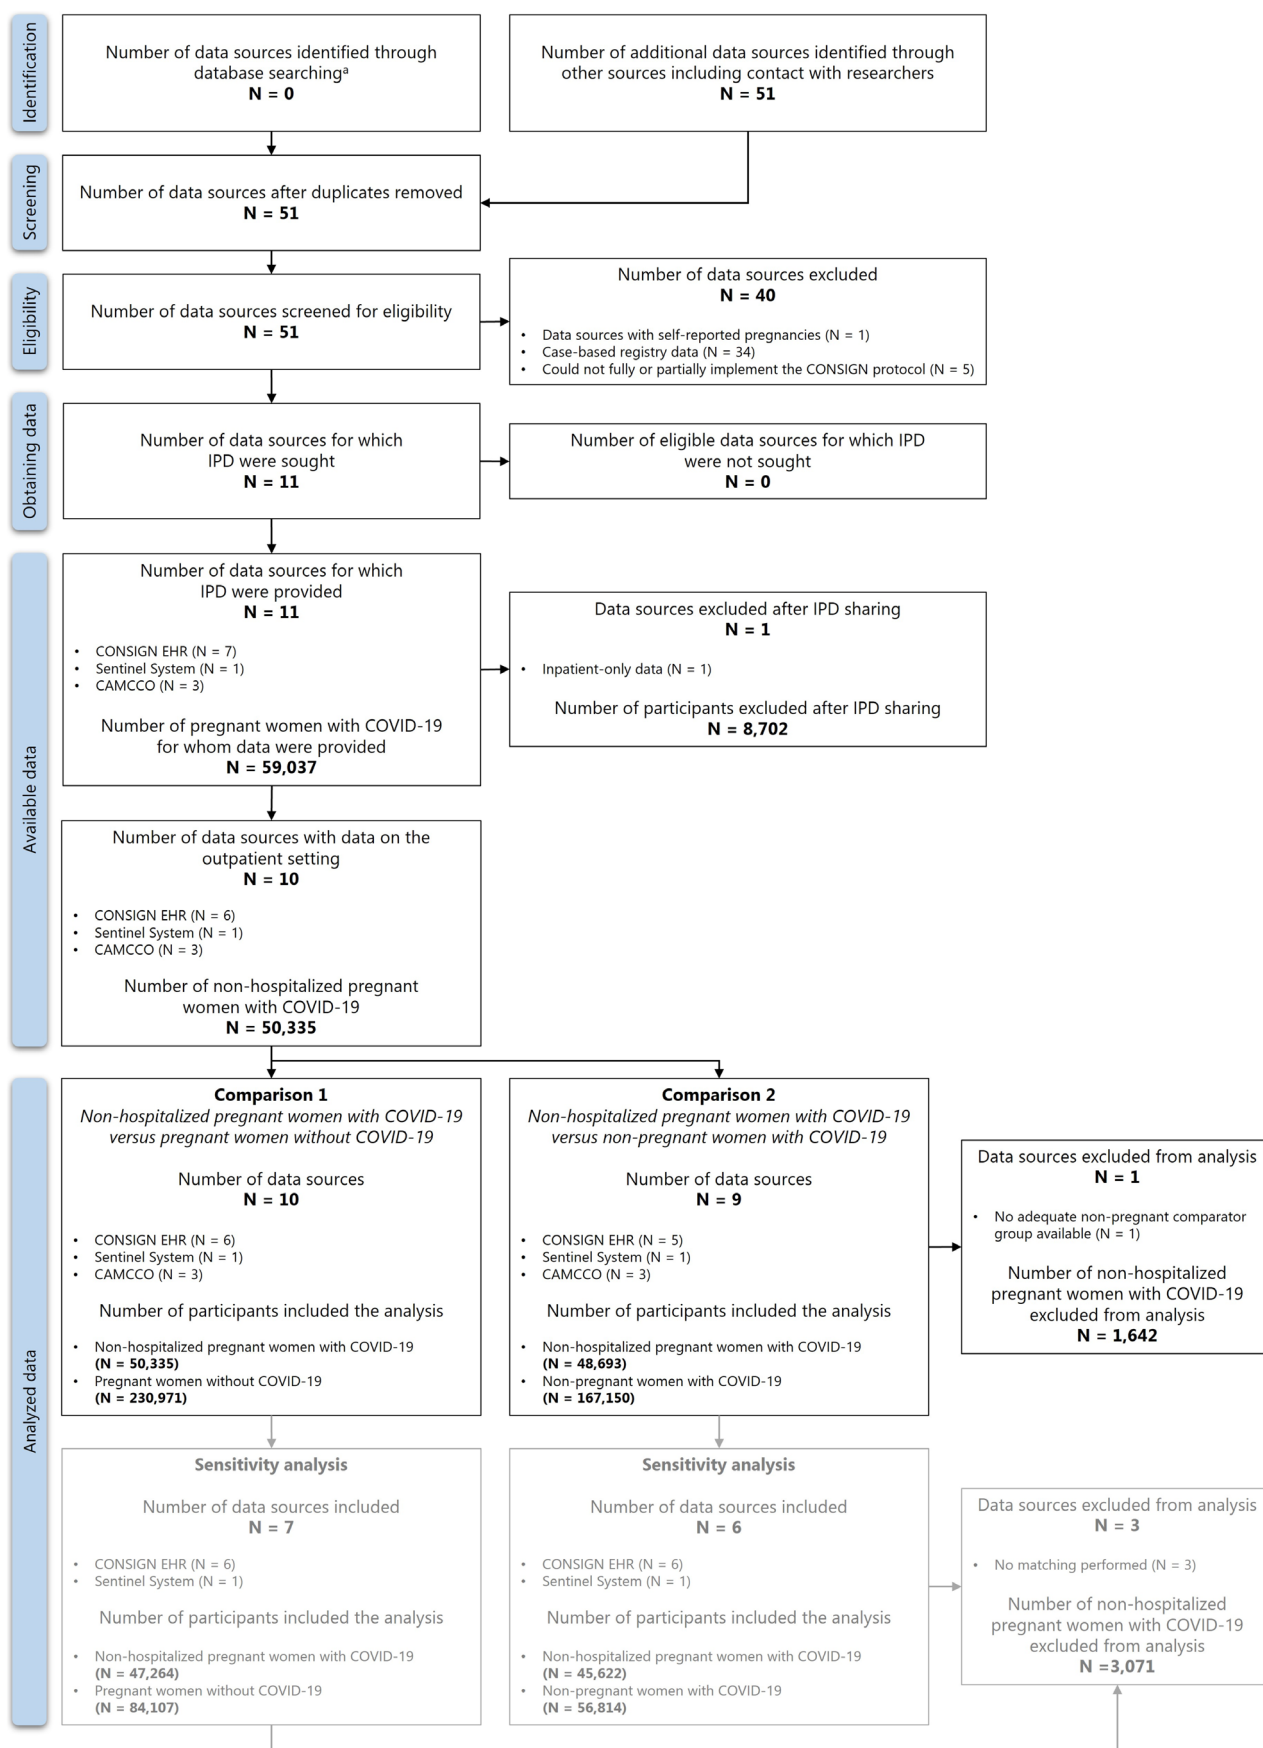 Identification
Number of data sources identified through
database searchingᵃ
N = 0
Number of additional data sources identified through
other sources including contact with researchers
N = 51
Screening
Number of data sources after duplicates removed
N = 51
Eligibility
Number of data sources screened for eligibility
N = 51
Number of data sources excluded
N = 40
• Data sources with self-reported pregnancies (N = 1)
• Case-based registry data (N = 34)
• Could not fully or partially implement the CONSIGN protocol (N = 5)
Obtaining data
Number of data sources for which
IPD were sought
N = 11
Number of eligible data sources for which IPD
were not sought
N = 0
Available data
Number of data sources for which
IPD were provided
N = 11
• CONSIGN EHR (N = 7)
• Sentinel System (N = 1)
• CAMCCO (N = 3)
Number of pregnant women with COVID-19
for whom data were provided
N = 59,037
Data sources excluded after IPD sharing
N = 1
• Inpatient-only data (N = 1)
Number of participants excluded after IPD sharing
N = 8,702
Number of data sources with data on the
outpatient setting
N = 10
• CONSIGN EHR (N = 6)
• Sentinel System (N = 1)
• CAMCCO (N = 3)
Number of non-hospitalized pregnant
women with COVID-19
N = 50,335
Analyzed data
Comparison 1
Non-hospitalized pregnant women with COVID-19
versus pregnant women without COVID-19
Number of data sources
N = 10
• CONSIGN EHR (N = 6)
• Sentinel System (N = 1)
• CAMCCO (N = 3)
Number of participants included the analysis
• Non-hospitalized pregnant women with COVID-19
(N = 50,335)
• Pregnant women without COVID-19
(N = 230,971)
Comparison 2
Non-hospitalized pregnant women with COVID-19
versus non-pregnant women with COVID-19
Number of data sources
N = 9
• CONSIGN EHR (N = 5)
• Sentinel System (N = 1)
• CAMCCO (N = 3)
Number of participants included the analysis
• Non-hospitalized pregnant women with COVID-19
(N = 48,693)
• Non-pregnant women with COVID-19
(N = 167,150)
Data sources excluded from analysis
N = 1
• No adequate non-pregnant comparator
group available (N = 1)
Number of non-hospitalized
pregnant women with COVID-19
excluded from analysis
N = 1,642
Sensitivity analysis
Number of data sources included
N = 7
• CONSIGN EHR (N = 6)
• Sentinel System (N = 1)
Number of participants included the analysis
• Non-hospitalized pregnant women with COVID-19
(N = 47,264)
• Pregnant women without COVID-19
(N = 84,107)
Sensitivity analysis
Number of data sources included
N = 6
• CONSIGN EHR (N = 6)
• Sentinel System (N = 1)
Number of participants included the analysis
• Non-hospitalized pregnant women with COVID-19
(N = 45,622)
• Non-pregnant women with COVID-19
(N = 56,814)
Data sources excluded from analysis
N = 3
• No matching performed (N = 3)
Number of non-hospitalized
pregnant women with COVID-19
excluded from analysis
N =3,071